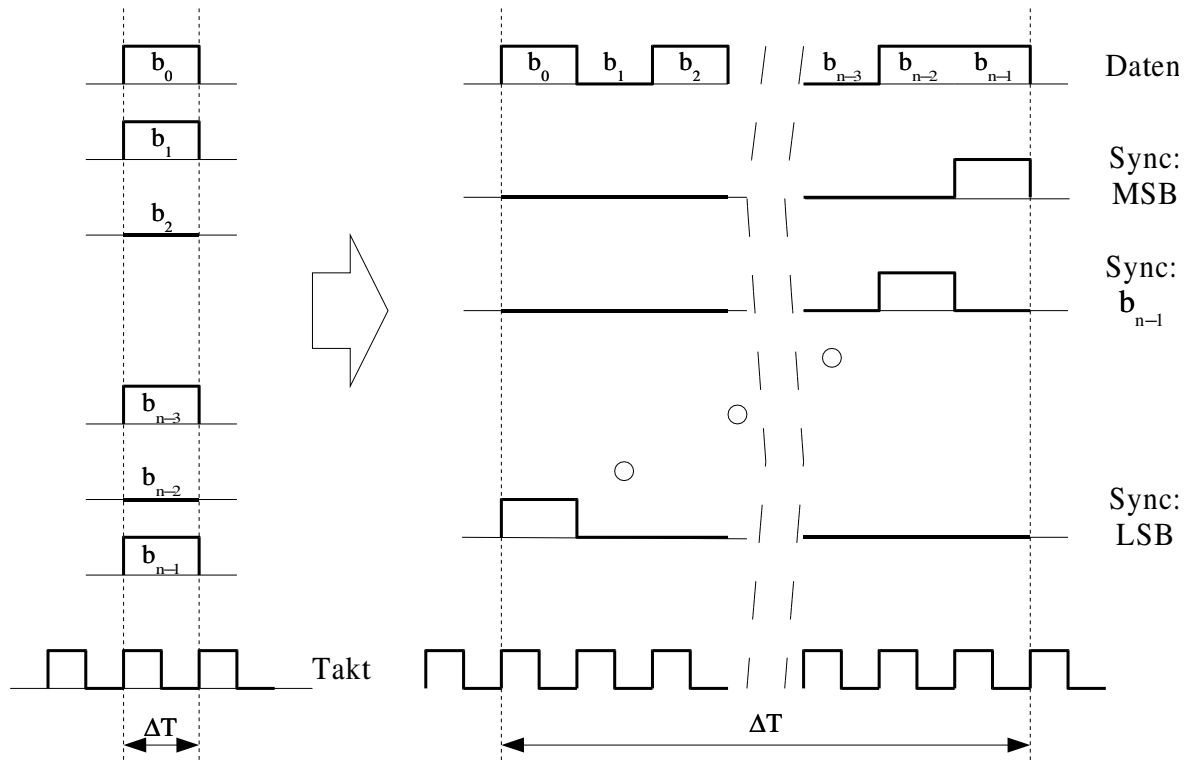 b0
b1
b2
bn−3
bn−2
bn−1
Takt
ΔT
b0 b1 b2 bn−3 bn−2 bn−1 Daten
Sync:
MSB
Sync:
bn−1
Sync:
LSB
ΔT